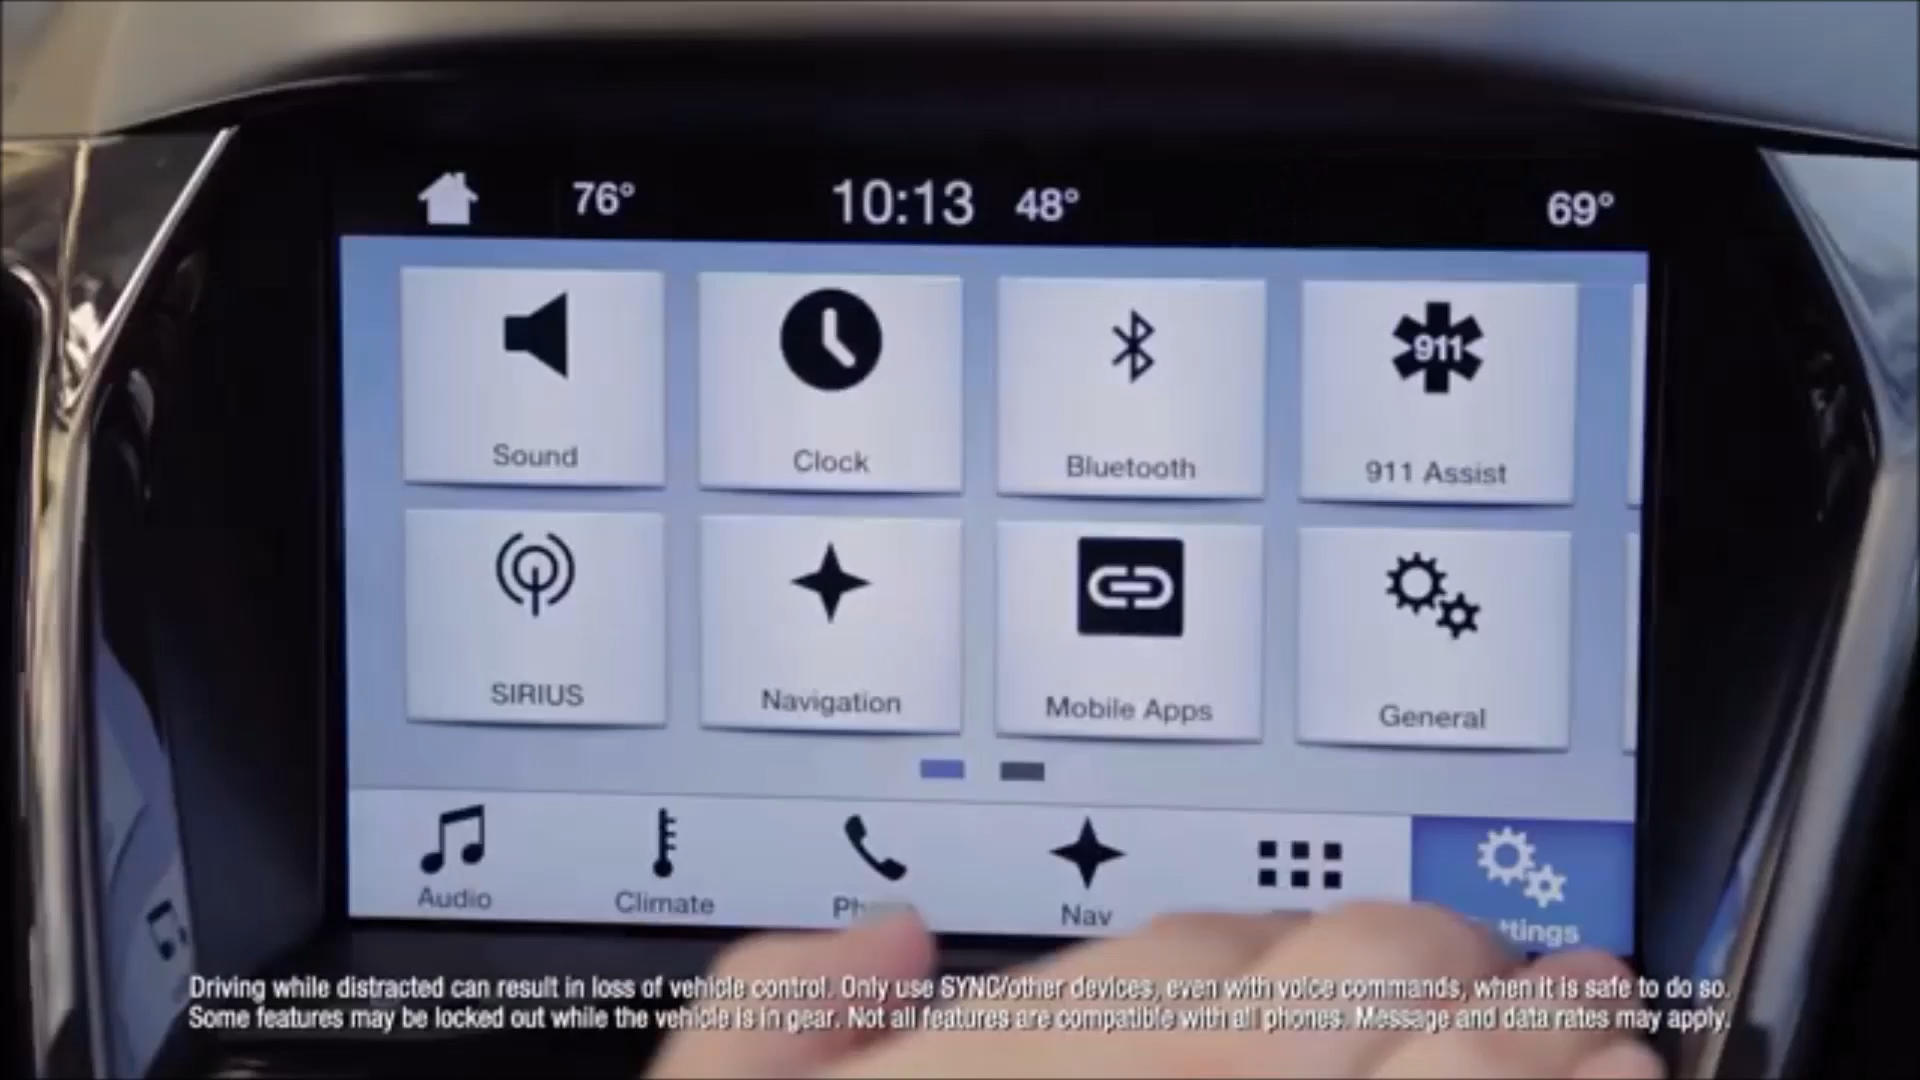 76° 10:13 48° 69°
Sound Clock Bluetooth 911 911 Assist
SIRIUS Navigation Mobile Apps General
Audio Climate Nav
Driving while distracted can result in loss of vehicle control. Only use SYNC/other devices, even with voice commands, when it is safe to do so.
Some features may be locked out while the vehicle is in gear. Not all features are compatible with all phones. Message and data rates may apply.